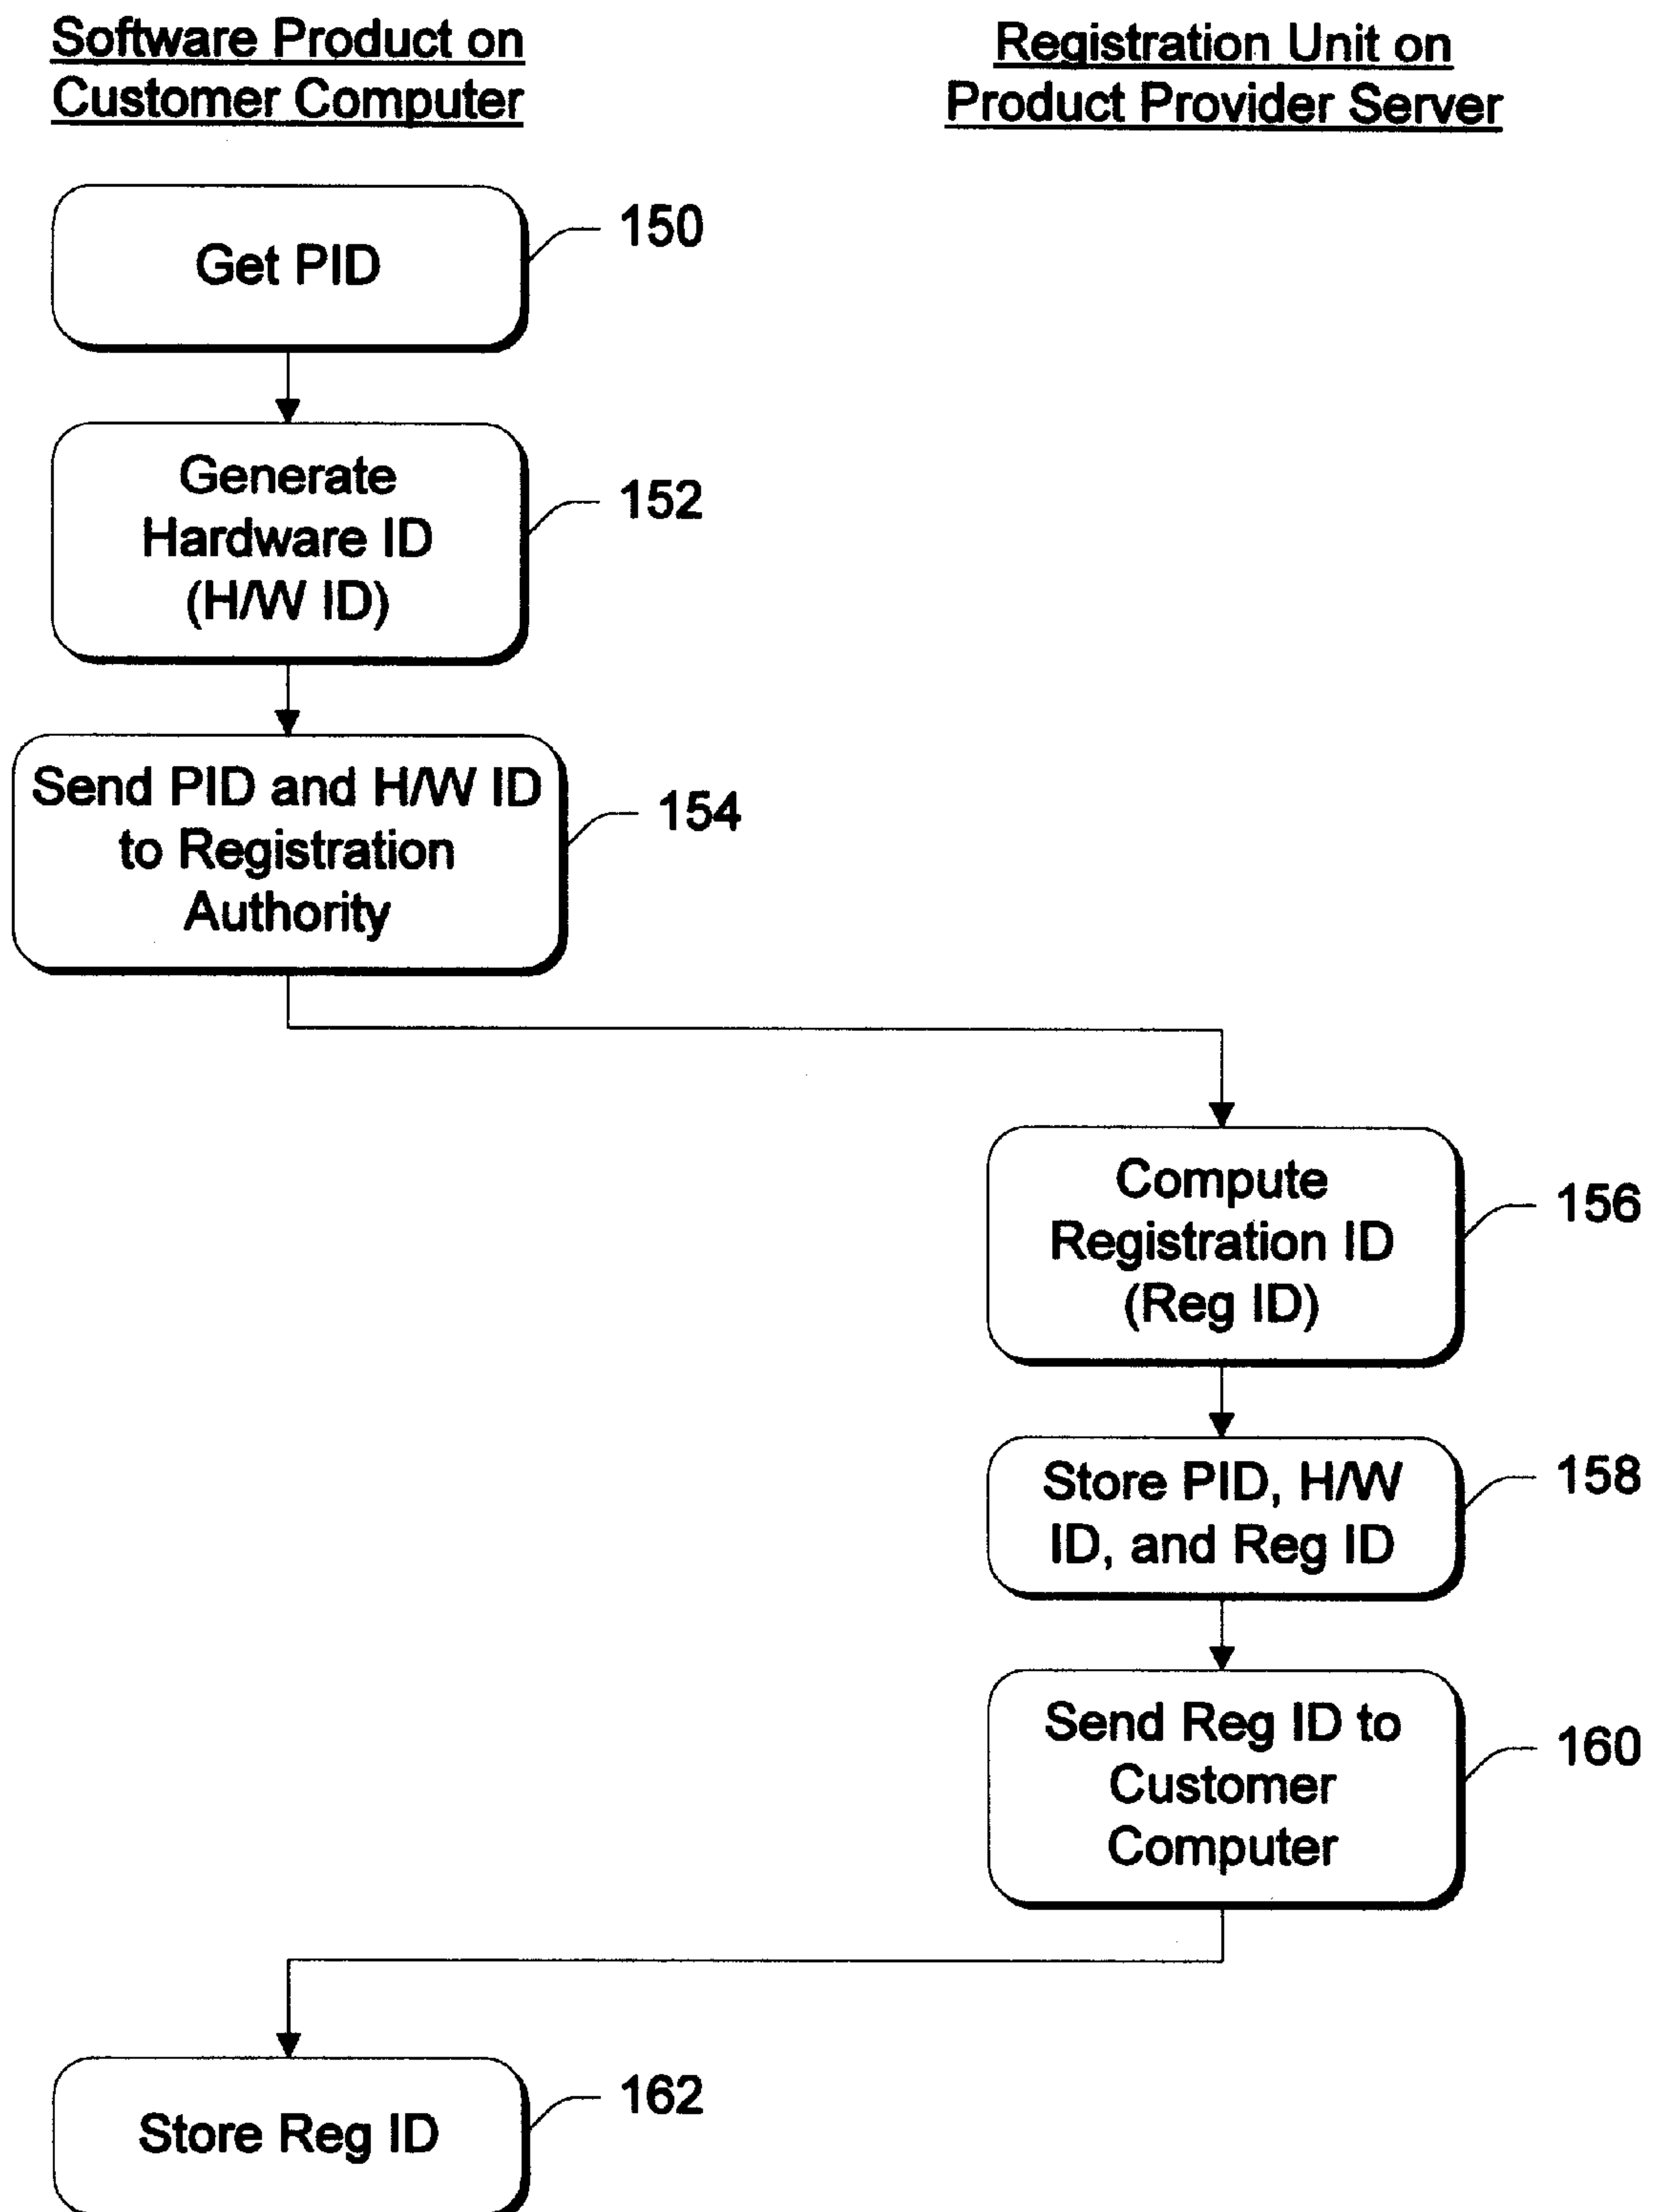 Software Product on
Customer Computer
Registration Unit on
Product Provider Server
Get PID
150
Generate
Hardware ID
(H/W ID)
152
Send PID and H/W ID
to Registration
Authority
154
Compute
Registration ID
(Reg ID)
156
Store PID, H/W
ID, and Reg ID
158
Send Reg ID to
Customer
Computer
160
Store Reg ID
162